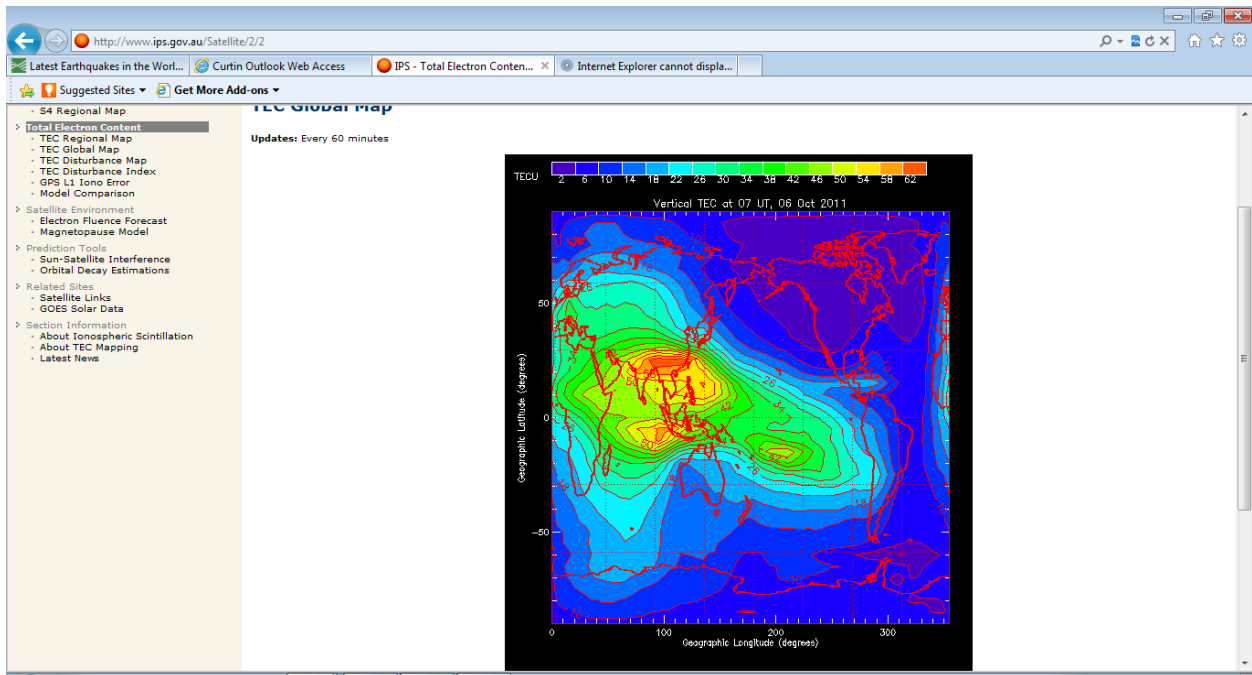 http://www.ips.gov.au/Satellite/2/2
Latest Earthquakes in the Worl...
Curtin Outlook Web Access
IPS - Total Electron Conten...
Internet Explorer cannot displa...
Suggested Sites
Get More Add-ons
S4 Regional Map
Total Electron Content
TEC Regional Map
TEC Global Map
TEC Disturbance Map
TEC Disturbance Index
GPS L1 Iono Error
Model Comparison
Satellite Environment
Electron Fluence Forecast
Magnetopause Model
Prediction Tools
Sun-Satellite Interference
Orbital Decay Estimations
Related Sites
Satellite Links
GOES Solar Data
Section Information
About Ionospheric Scintillation
About TEC Mapping
Latest News
TEC Global Map
Updates: Every 60 minutes
TECU 2 6 10 14 18 22 26 30 34 38 42 46 50 54 58 62
Vertical TEC at 07 UT, 06 Oct 2011
50
0
-50
Geographic Latitude (degrees)
0 100 200 300
Geographic Longitude (degrees)